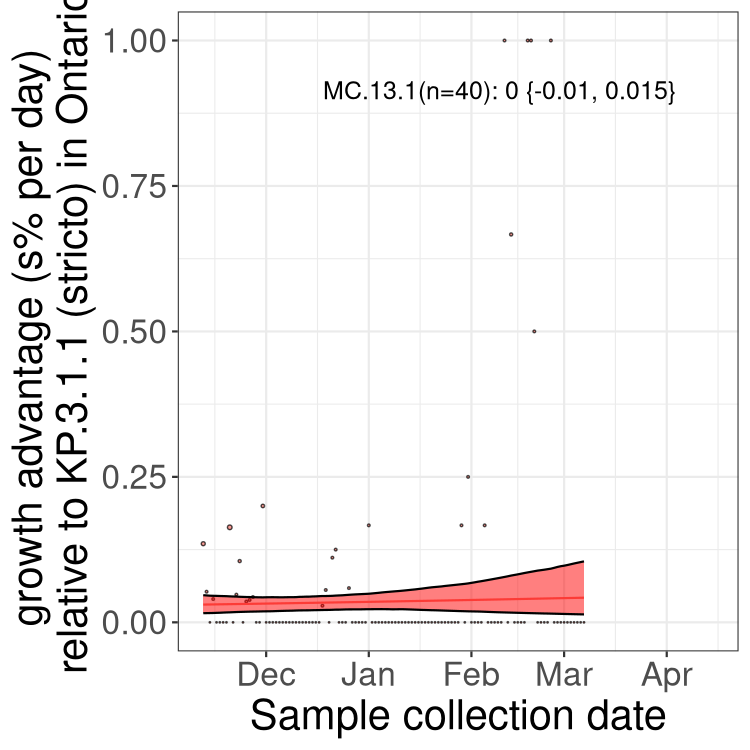 growth advantage (s% per day)
relative to KP.3.1.1 (stricto) in Ontario
1.00
MC.13.1(n=40): 0 {-0.01, 0.015}
0.75
0.50
0.25
0.00
Dec Jan Feb Mar Apr
Sample collection date